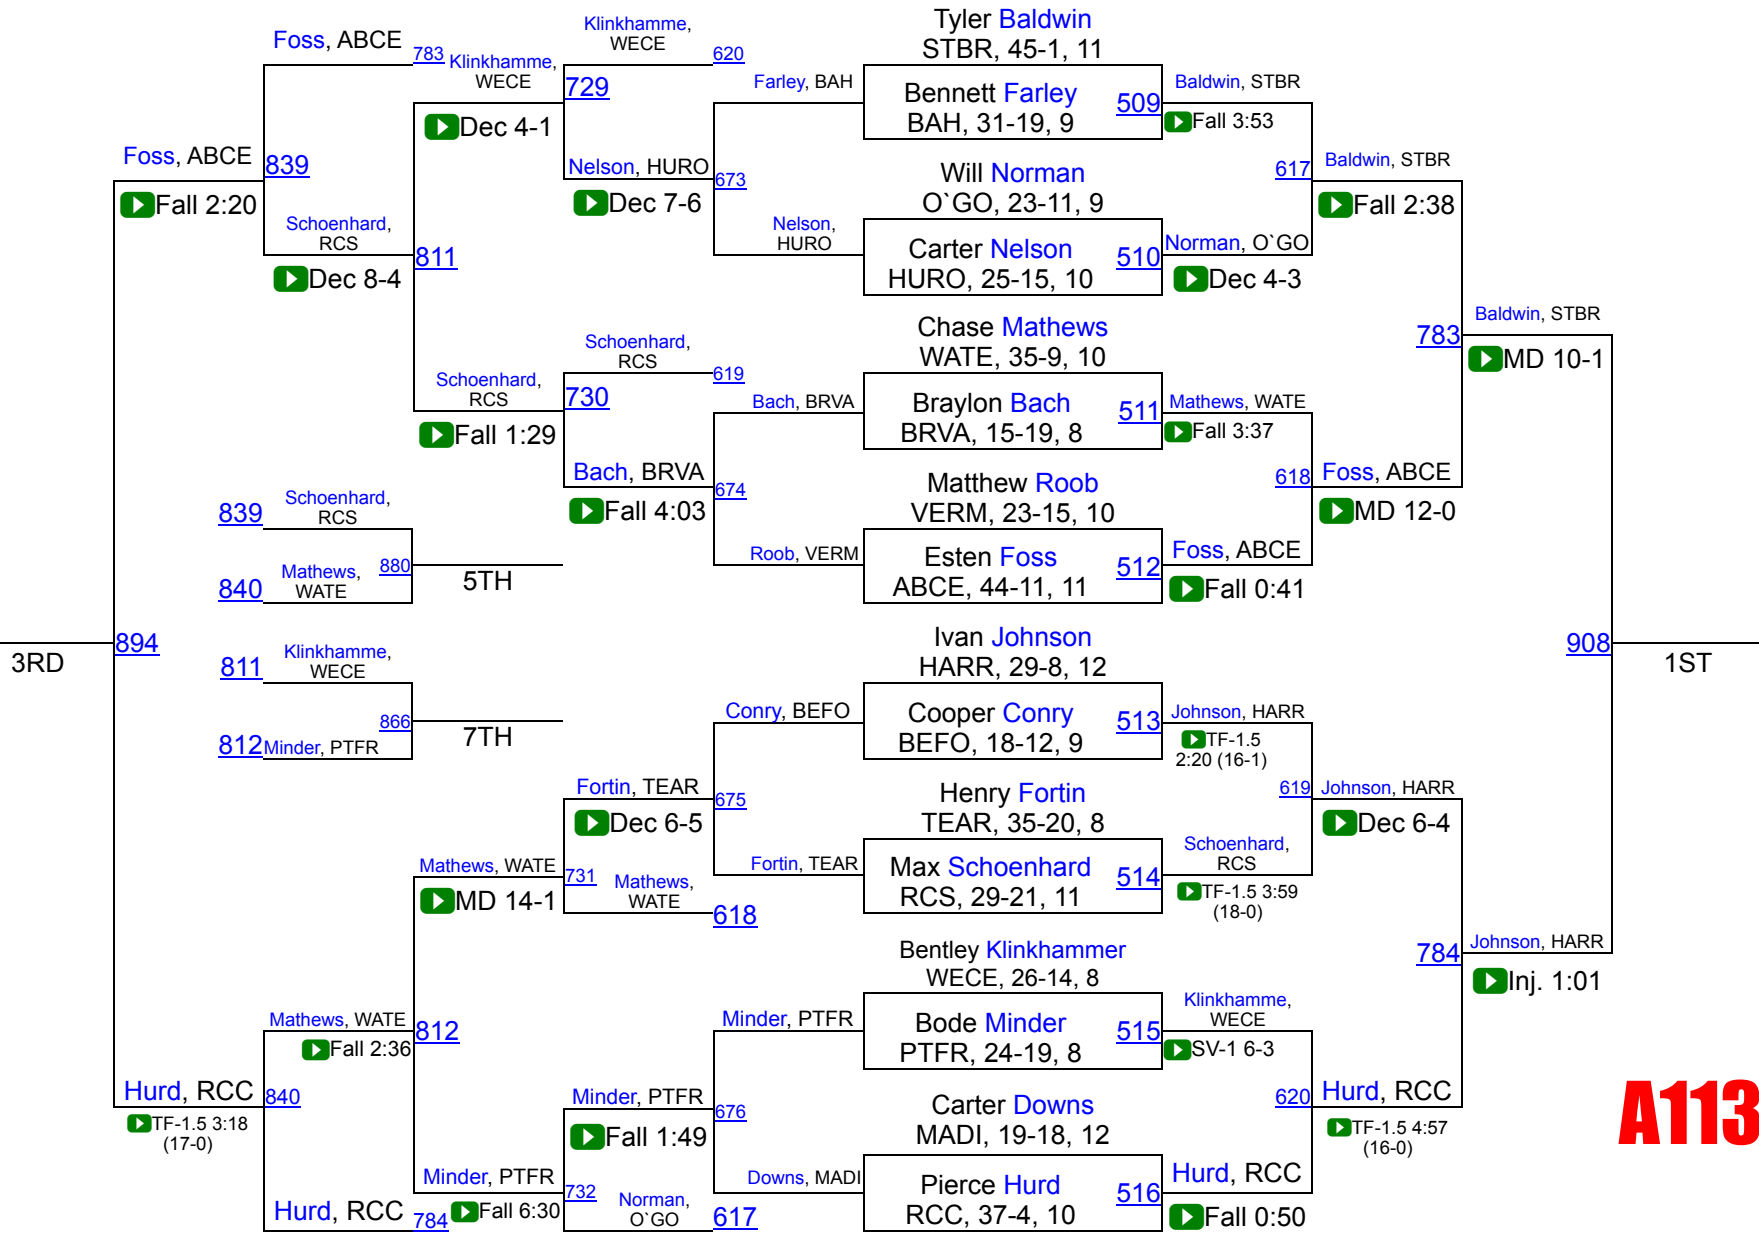 Tyler Baldwin
STBR, 45-1, 11
Klinkhamme,
WECE
620
Foss, ABCE
783
Klinkhamme,
WECE
729
Farley, BAH
Bennett Farley
BAH, 31-19, 9
509
Baldwin, STBR
Fall 3:53
Dec 4-1
Foss, ABCE
839
Fall 2:20
Nelson, HURO
673
Dec 7-6
Will Norman
O`GO, 23-11, 9
617
Baldwin, STBR
Fall 2:38
Schoenhard,
RCS
811
Dec 8-4
Nelson,
HURO
Carter Nelson
HURO, 25-15, 10
510
Norman, O`GO
Dec 4-3
Chase Mathews
WATE, 35-9, 10
783
Baldwin, STBR
MD 10-1
Schoenhard,
RCS
619
Schoenhard,
RCS
730
Fall 1:29
Bach, BRVA
Braylon Bach
BRVA, 15-19, 8
511
Mathews, WATE
Fall 3:37
Bach, BRVA
674
Fall 4:03
Matthew Roob
VERM, 23-15, 10
618
Foss, ABCE
MD 12-0
839
Schoenhard,
RCS
840
Mathews,
WATE
880
5TH
Roob, VERM
Esten Foss
ABCE, 44-11, 11
512
Foss, ABCE
Fall 0:41
894
3RD
811
Klinkhamme,
WECE
812
Minder, PTFR
866
7TH
Ivan Johnson
HARR, 29-8, 12
908
1ST
Conry, BEFO
Cooper Conry
BEFO, 18-12, 9
513
Johnson, HARR
TF-1.5
2:20 (16-1)
Fortin, TEAR
675
Dec 6-5
Henry Fortin
TEAR, 35-20, 8
619
Johnson, HARR
Dec 6-4
Mathews, WATE
731
MD 14-1
Mathews,
WATE
618
Fortin, TEAR
Max Schoenhard
RCS, 29-21, 11
514
Schoenhard,
RCS
TF-1.5 3:59
(18-0)
Bentley Klinkhammer
WECE, 26-14, 8
784
Johnson, HARR
Inj. 1:01
Mathews, WATE
812
Fall 2:36
Minder, PTFR
Bode Minder
PTFR, 24-19, 8
515
Klinkhamme,
WECE
SV-1 6-3
Hurd, RCC
840
TF-1.5 3:18
(17-0)
Minder, PTFR
676
Fall 1:49
Carter Downs
MADI, 19-18, 12
620
Hurd, RCC
TF-1.5 4:57
(16-0)
A113
Minder, PTFR
732
Fall 6:30
Hurd, RCC
784
Norman,
O`GO
617
Downs, MADI
Pierce Hurd
RCC, 37-4, 10
516
Hurd, RCC
Fall 0:50